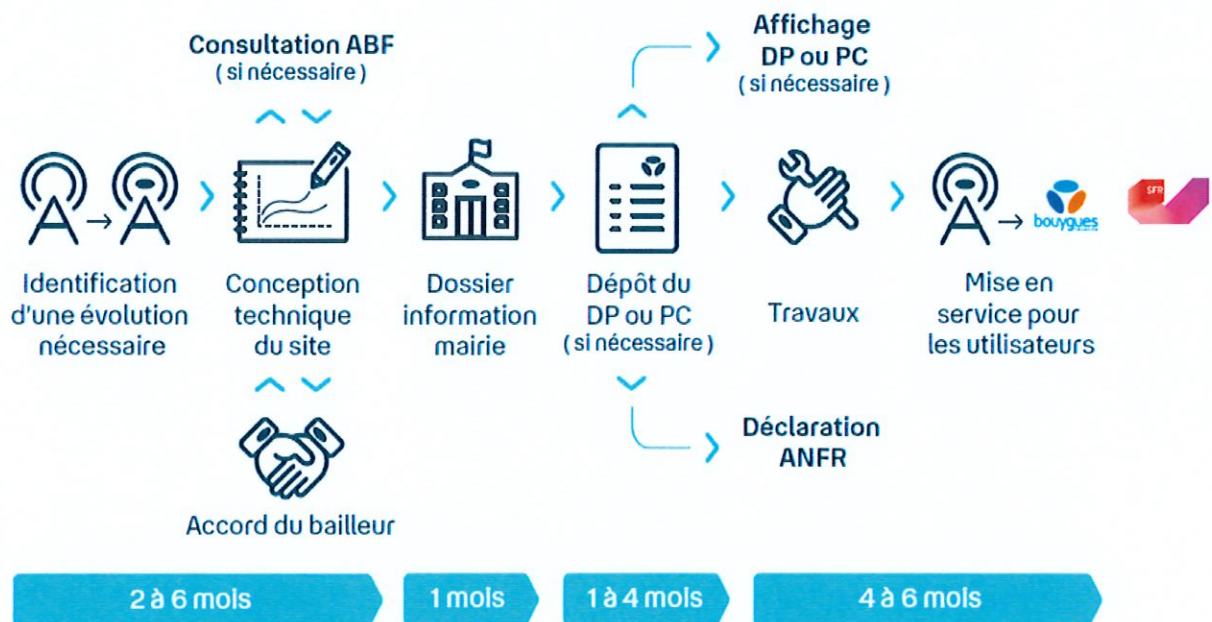 Consultation ABF
( si nécessaire )
Affichage
DP ou PC
( si nécessaire )
Identification
d'une évolution
nécessaire
Conception
technique
du site
Dossier
information
mairie
Dépôt du
DP ou PC
( si nécessaire )
Travaux
Mise en
service pour
les utilisateurs
bouygues
SFR
Accord du bailleur
Déclaration
ANFR
2 à 6 mois
1 mois
1 à 4 mois
4 à 6 mois